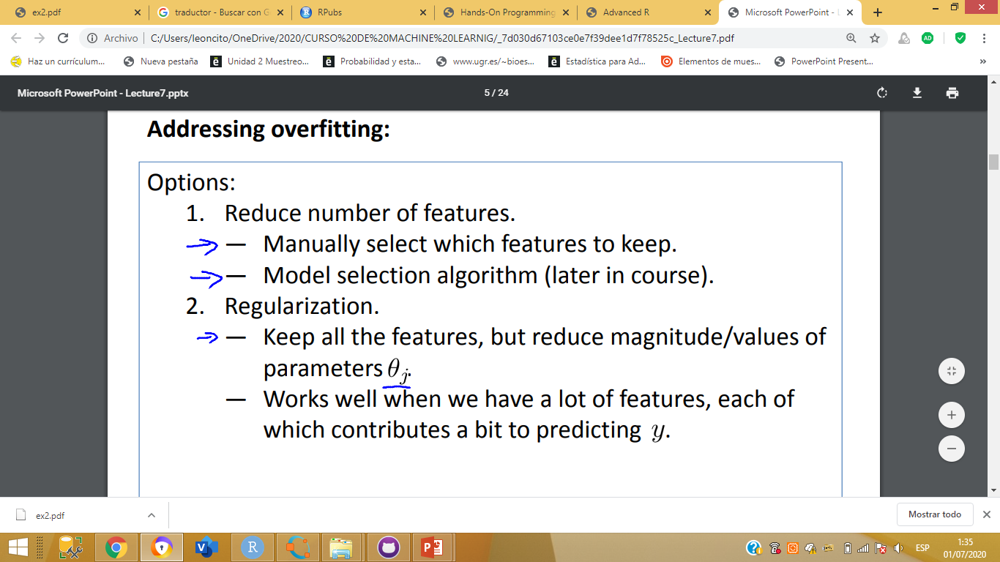 ex2.pdf
traductor - Buscar con G
RPubs
Hands-On Programming
Advanced R
Microsoft PowerPoint - L
Archivo
C:/Users/leoncito/OneDrive/2020/CURSO%20DE%20MACHINE%20LEARNIG/_7d030d67103ce0e7f39dee1d7f78525c_Lecture7.pdf
AD
Haz un currículum...
Nueva pestaña
Unidad 2 Muestreo...
Probabilidad y esta...
www.ugr.es/~bioes...
Estadística para Ad...
Elementos de mues...
PowerPoint Present...
»
Microsoft PowerPoint - Lecture7.pptx
5 / 24
Addressing overfitting:
Options:
1. Reduce number of features.
— Manually select which features to keep.
— Model selection algorithm (later in course).
2. Regularization.
— Keep all the features, but reduce magnitude/values of
parameters θⱼ.
— Works well when we have a lot of features, each of
which contributes a bit to predicting y.
ex2.pdf
Mostrar todo
ESP
1:35
01/07/2020